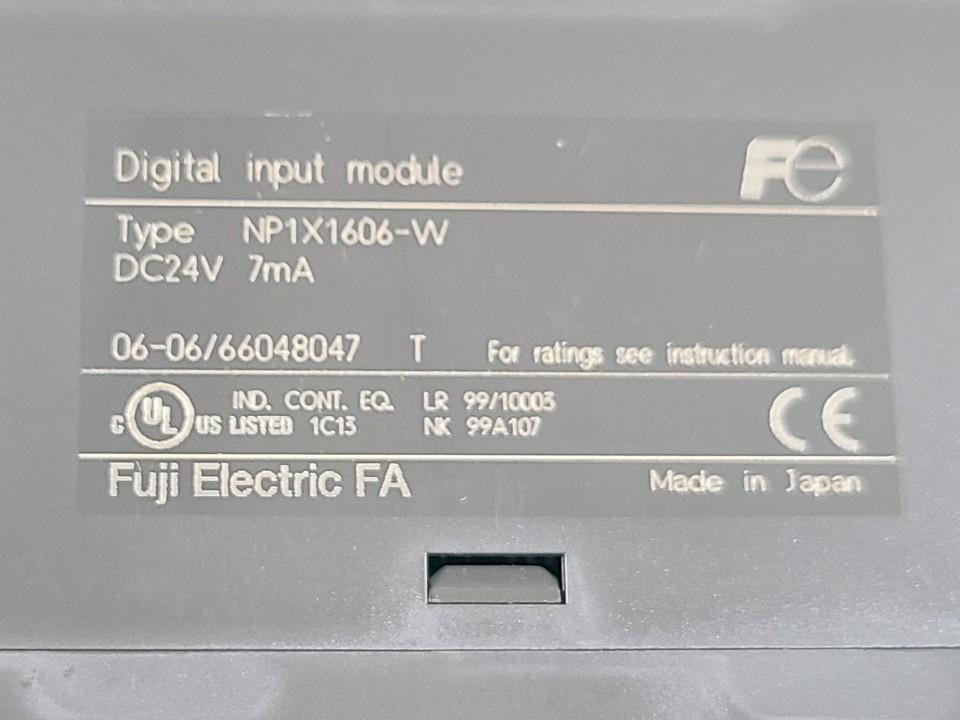 Digital input module
Fe
Type NP1X1606-W
DC24V 7mA
06-06/66048047 T For ratings see instruction manual.
C UL US IND. CONT. EQ. LR 99/10003
LISTED 1C13 NK 99A107
CE
Fuji Electric FA Made in Japan